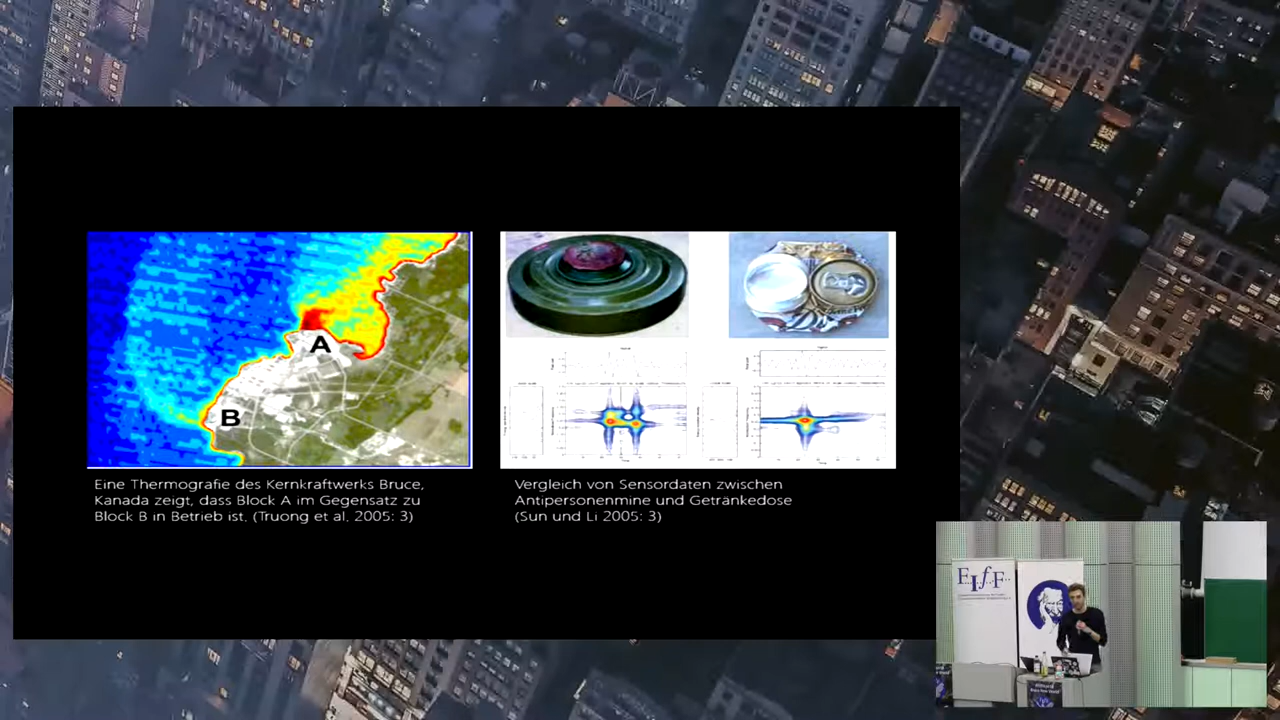 A
B
Eine Thermografie des Kernkraftwerks Bruce,
Kanada zeigt, dass Block A im Gegensatz zu
Block B in Betrieb ist. (Truong et al. 2005: 3)
Vergleich von Sensordaten zwischen
Antipersonenmine und Getränkedose
(Sun und Li 2005: 3)
FIfF